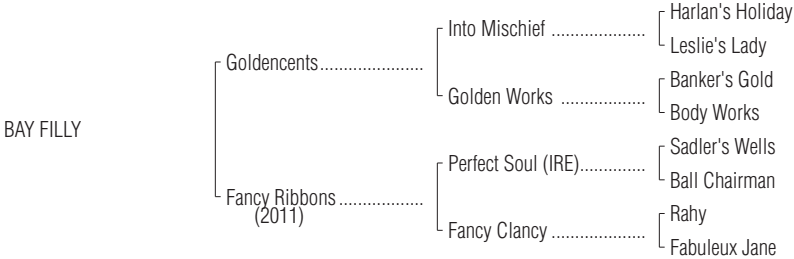 Harlan's Holiday
Into Mischief ....................
Leslie's Lady
Goldencents......................
Banker's Gold
Golden Works ..................
Body Works
BAY FILLY
Sadler's Wells
Perfect Soul (IRE)..............
Ball Chairman
Fancy Ribbons ..................
(2011)
Rahy
Fancy Clancy ....................
Fabuleux Jane